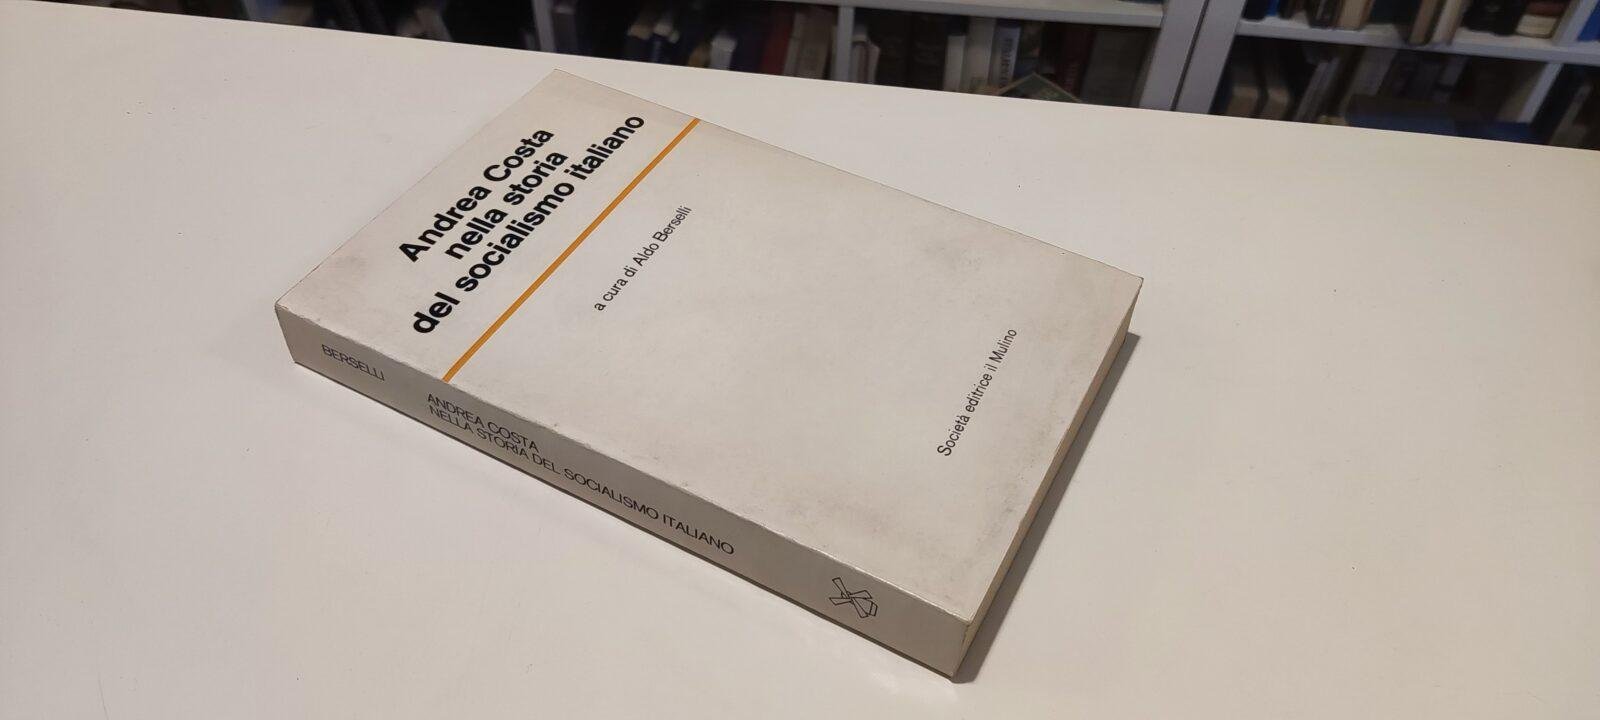 Andrea Costa
nella storia
del socialismo italiano
a cura di Aldo Berselli
Società editrice il Mulino
BERSELLI
ANDREA COSTA
NELLA STORIA DEL SOCIALISMO ITALIANO